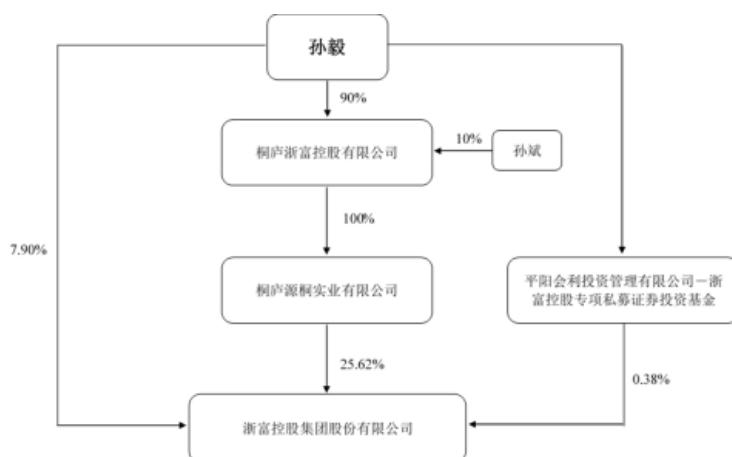 孙毅
90%
桐庐浙富控股有限公司
10%
孙斌
100%
7.90%
桐庐源桐实业有限公司
平阳会利投资管理有限公司－浙
富控股专项私募证券投资基金
25.62%
0.38%
浙富控股集团股份有限公司